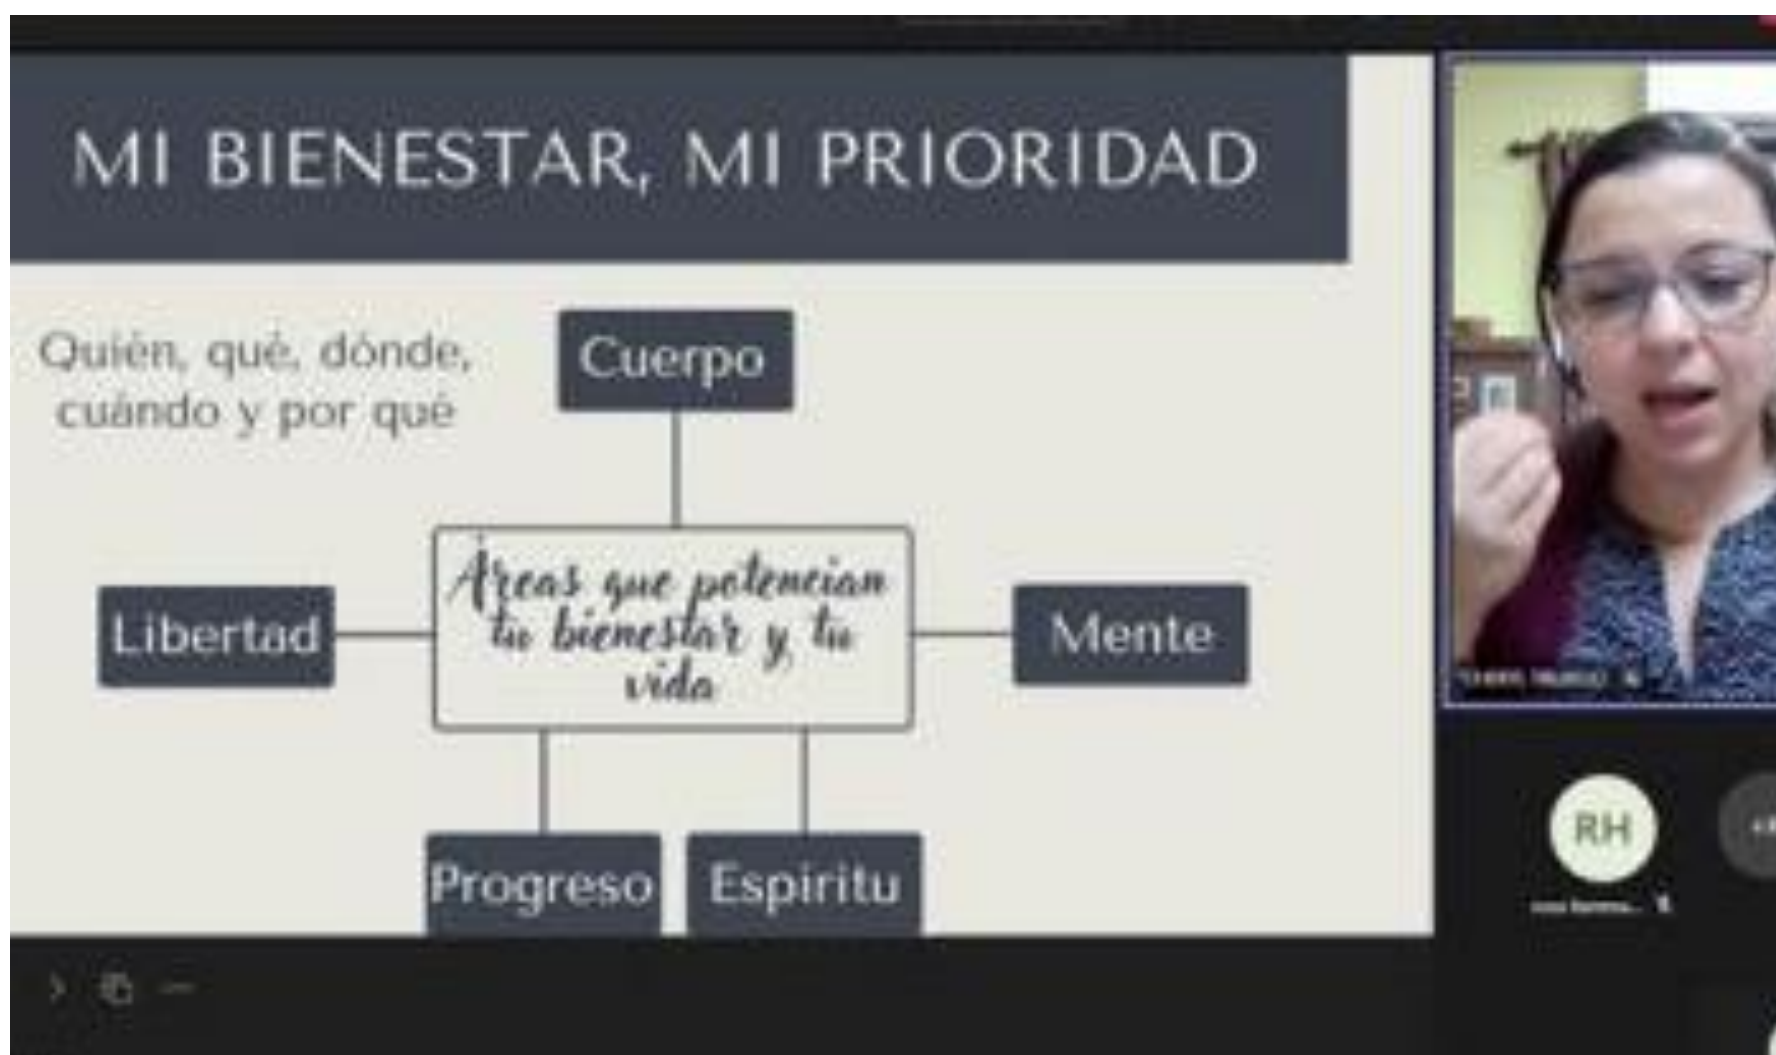 MI BIENESTAR, MI PRIORIDAD
Quién, qué, dónde,
cuándo y por qué
Cuerpo
Áreas que potencian
tu bienestar y tu
vida
Libertad
Mente
Progreso
Espíritu
RH